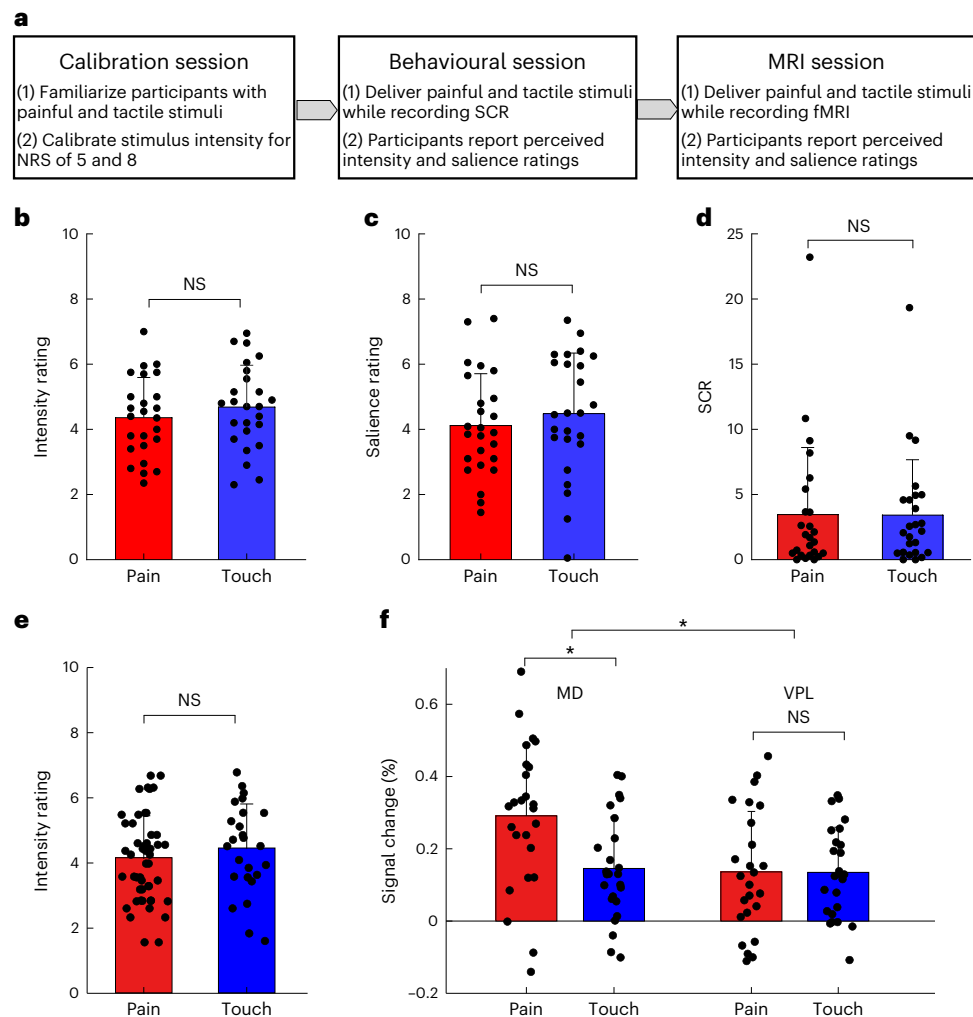 a
Calibration session
(1) Familiarize participants with
painful and tactile stimuli
(2) Calibrate stimulus intensity for
NRS of 5 and 8
Behavioural session
(1) Deliver painful and tactile stimuli
while recording SCR
(2) Participants report perceived
intensity and salience ratings
MRI session
(1) Deliver painful and tactile stimuli
while recording fMRI
(2) Participants report perceived
intensity and salience ratings
b
10
8
6
4
2
0
Intensity rating
NS
Pain
Touch
c
10
8
6
4
2
0
Salience rating
NS
Pain
Touch
d
25
20
15
10
5
0
SCR
NS
Pain
Touch
e
10
8
6
4
2
0
Intensity rating
NS
Pain
Touch
f
*
*
MD
VPL
NS
0.6
0.4
0.2
0
−0.2
Signal change (%)
Pain
Touch
Pain
Touch